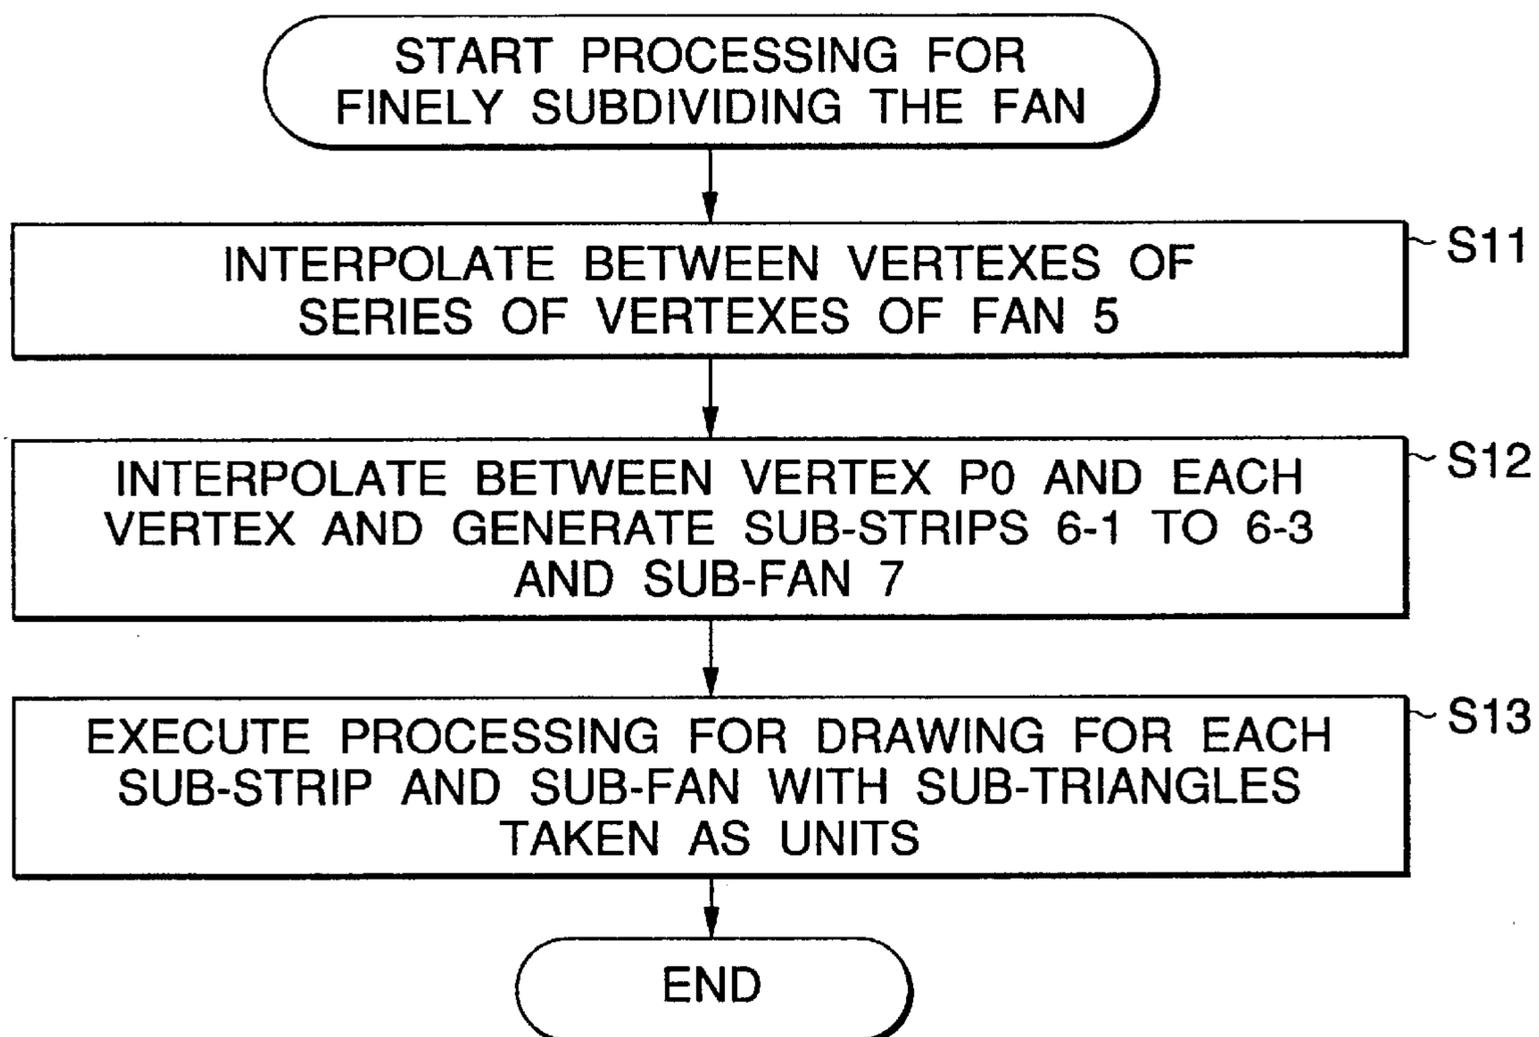 START PROCESSING FOR
FINELY SUBDIVIDING THE FAN
INTERPOLATE BETWEEN VERTEXES OF
SERIES OF VERTEXES OF FAN 5
S11
INTERPOLATE BETWEEN VERTEX P0 AND EACH
VERTEX AND GENERATE SUB-STRIPS 6-1 TO 6-3
AND SUB-FAN 7
S12
EXECUTE PROCESSING FOR DRAWING FOR EACH
SUB-STRIP AND SUB-FAN WITH SUB-TRIANGLES
TAKEN AS UNITS
S13
END